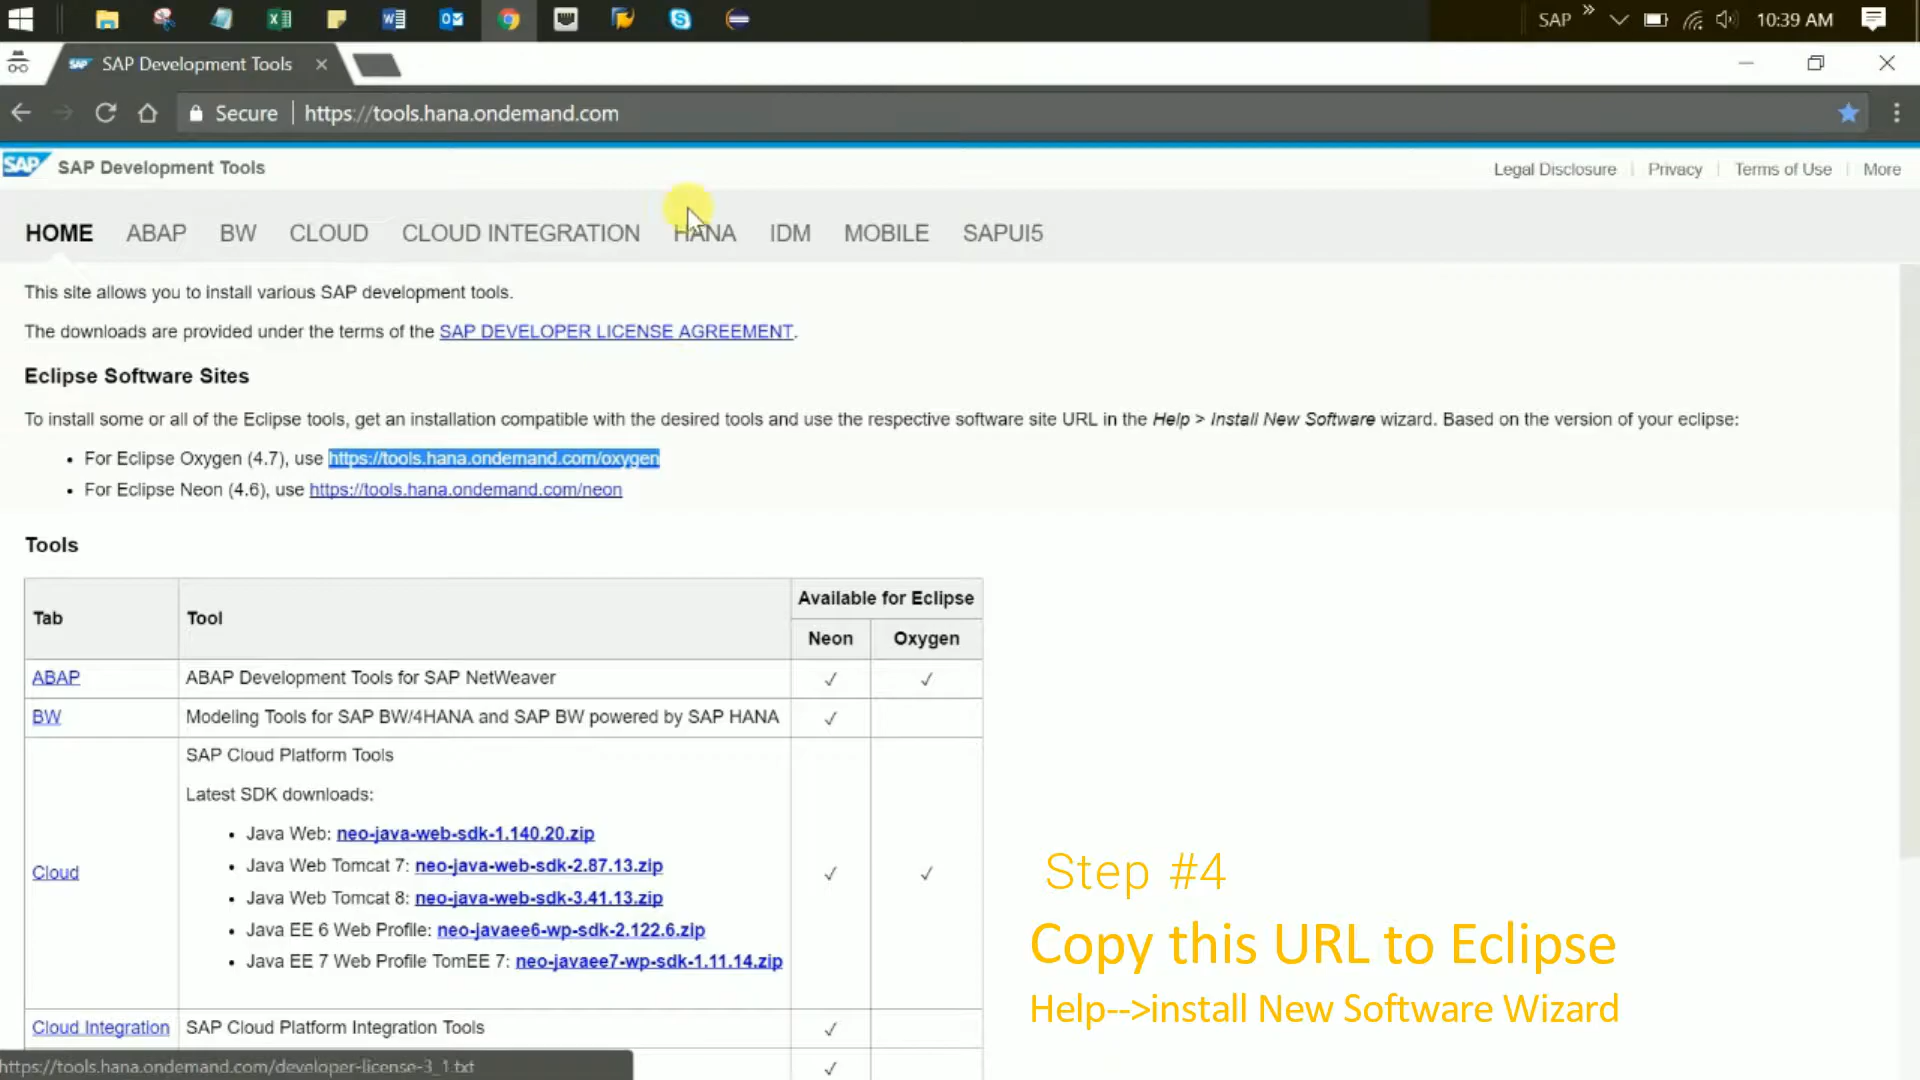 SAP
10:39 AM
SAP Development Tools
Secure
https://tools.hana.ondemand.com
SAP SAP Development Tools
Legal Disclosure
Privacy
Terms of Use
More
HOME
ABAP
BW
CLOUD
CLOUD INTEGRATION
HANA
IDM
MOBILE
SAPUI5
This site allows you to install various SAP development tools.
The downloads are provided under the terms of the SAP DEVELOPER LICENSE AGREEMENT.
Eclipse Software Sites
To install some or all of the Eclipse tools, get an installation compatible with the desired tools and use the respective software site URL in the Help > Install New Software wizard. Based on the version of your eclipse:
• For Eclipse Oxygen (4.7), use https://tools.hana.ondemand.com/oxygen
• For Eclipse Neon (4.6), use https://tools.hana.ondemand.com/neon
Tools
Tab
Tool
Available for Eclipse
Neon
Oxygen
ABAP
ABAP Development Tools for SAP NetWeaver
✓ ✓
BW
Modeling Tools for SAP BW/4HANA and SAP BW powered by SAP HANA
✓
Cloud
SAP Cloud Platform Tools
Latest SDK downloads:
• Java Web: neo-java-web-sdk-1.140.20.zip
• Java Web Tomcat 7: neo-java-web-sdk-2.87.13.zip
• Java Web Tomcat 8: neo-java-web-sdk-3.41.13.zip
• Java EE 6 Web Profile: neo-javaee6-wp-sdk-2.122.6.zip
• Java EE 7 Web Profile TomEE 7: neo-javaee7-wp-sdk-1.11.14.zip
✓ ✓
Cloud Integration
SAP Cloud Platform Integration Tools
✓
✓
https://tools.hana.ondemand.com/developer-license-3_1.txt
Step #4
Copy this URL to Eclipse
Help-->install New Software Wizard